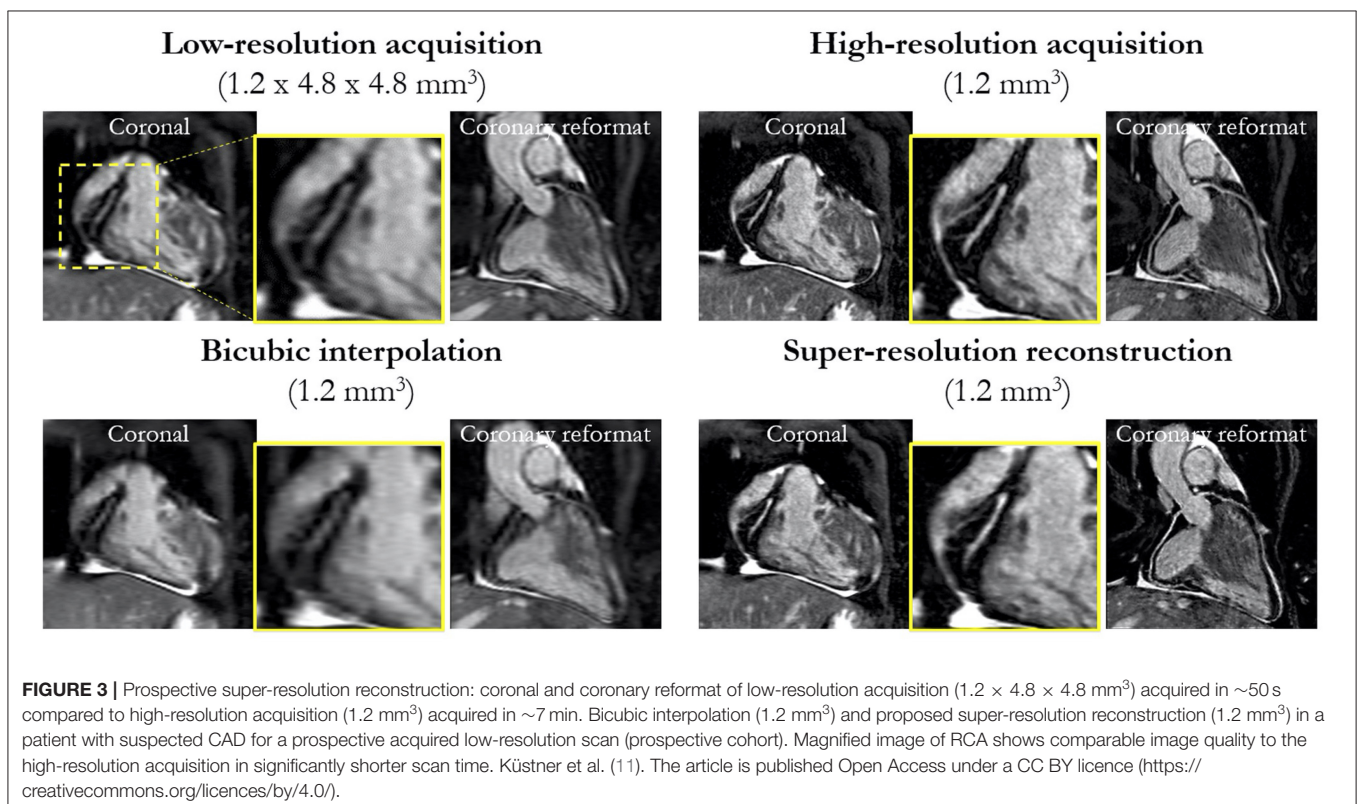 Low-resolution acquisition
(1.2 x 4.8 x 4.8 mm³)
High-resolution acquisition
(1.2 mm³)
Coronal
Coronary reformat
Coronal
Coronary reformat
Bicubic interpolation
(1.2 mm³)
Super-resolution reconstruction
(1.2 mm³)
Coronal
Coronary reformat
Coronal
Coronary reformat
FIGURE 3 | Prospective super-resolution reconstruction: coronal and coronary reformat of low-resolution acquisition (1.2 × 4.8 × 4.8 mm³) acquired in ~50 s
compared to high-resolution acquisition (1.2 mm³) acquired in ~7 min. Bicubic interpolation (1.2 mm³) and proposed super-resolution reconstruction (1.2 mm³) in a
patient with suspected CAD for a prospective acquired low-resolution scan (prospective cohort). Magnified image of RCA shows comparable image quality to the
high-resolution acquisition in significantly shorter scan time. Küstner et al. (11). The article is published Open Access under a CC BY licence (https://
creativecommons.org/licences/by/4.0/).